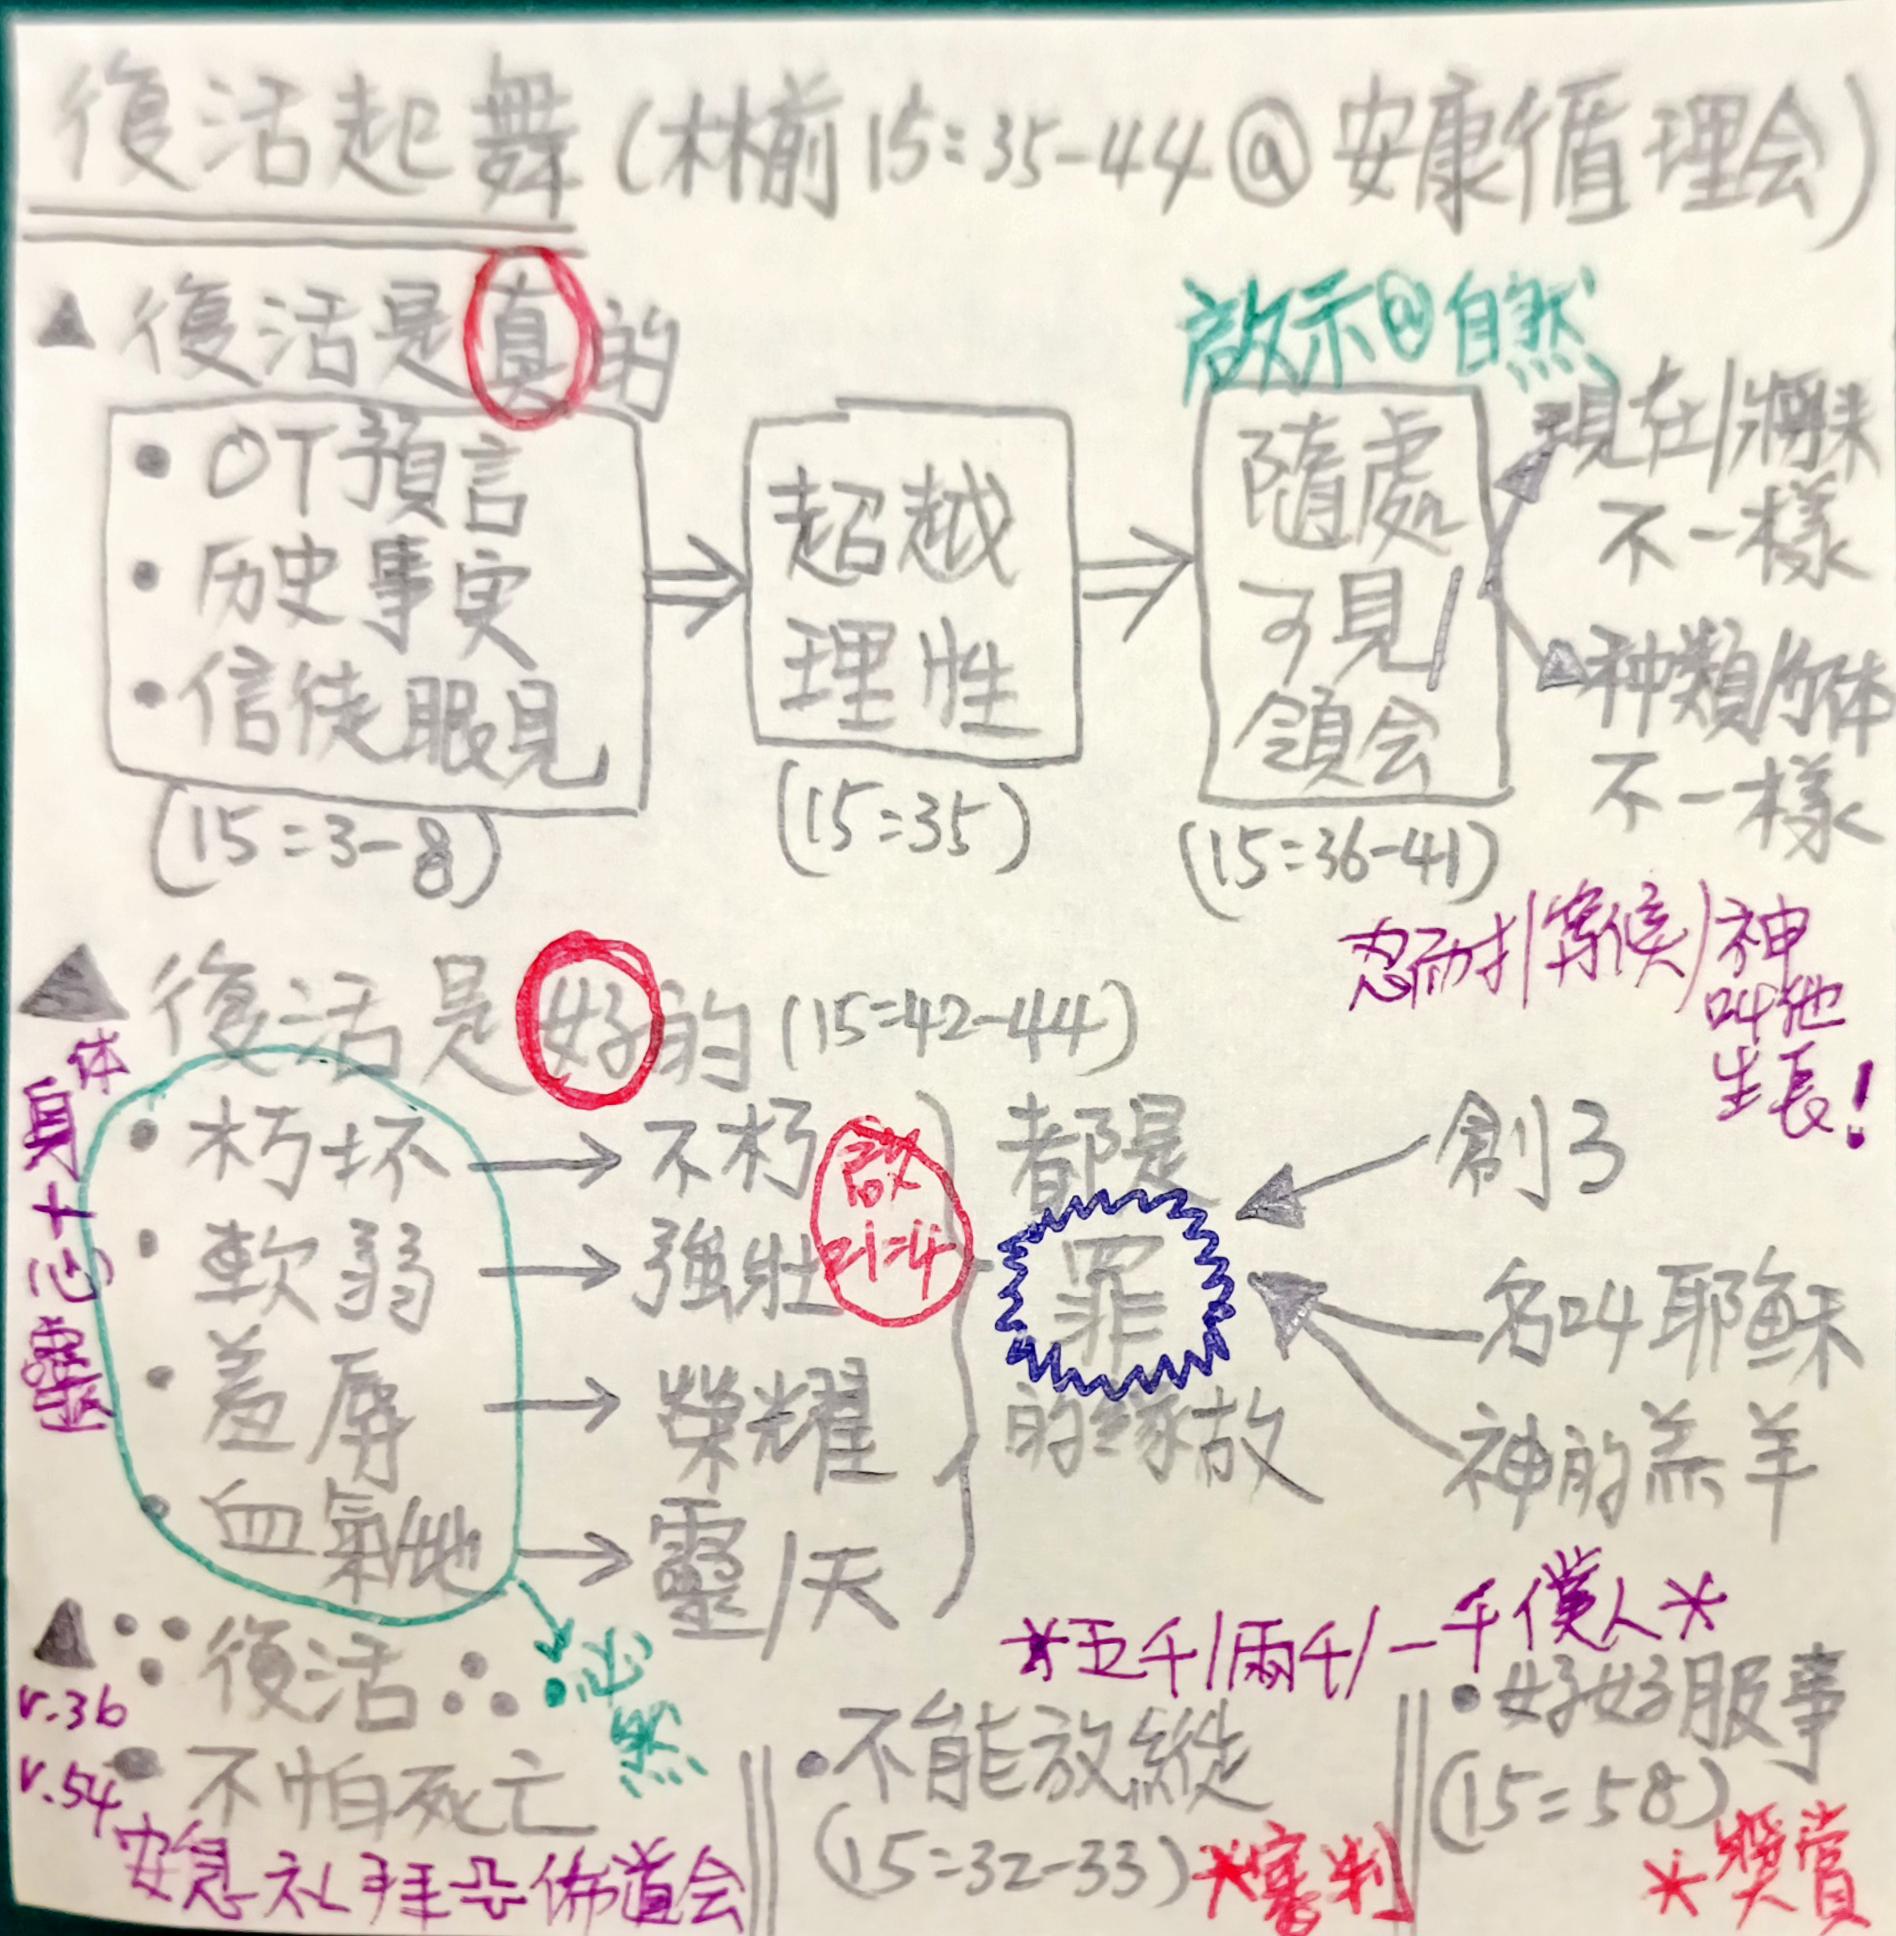 復活起舞(林前15:35-44@安康循理会)
▲ 復活是真的
• OT預言
• 历史事实
• 信徒眼見
(15:3-8)
超越
理性
(15:35)
啟示@自然
隨處
可見/
領会
(15:36-41)
現在/將來
不一樣
种類/个体
不一樣
忍耐/等候/神
叫他
生長!
▲ 復活是好的(15:42-44)
身体+心靈
• 朽坏→不朽
• 軟弱→強壯
• 羞辱→榮耀
• 血氣/地→靈/天
啟
21:4
都是
罪
的緣故
創3
名叫耶穌
神的羔羊
▲ ∵復活∴
必然
v.36
v.54
• 不怕死亡
安息礼拜 佈道会
*五千/兩千/一千僕人*
• 不能放縱
(15:32-33)
*審判
• 好好服事
(15:58)
*獎賞